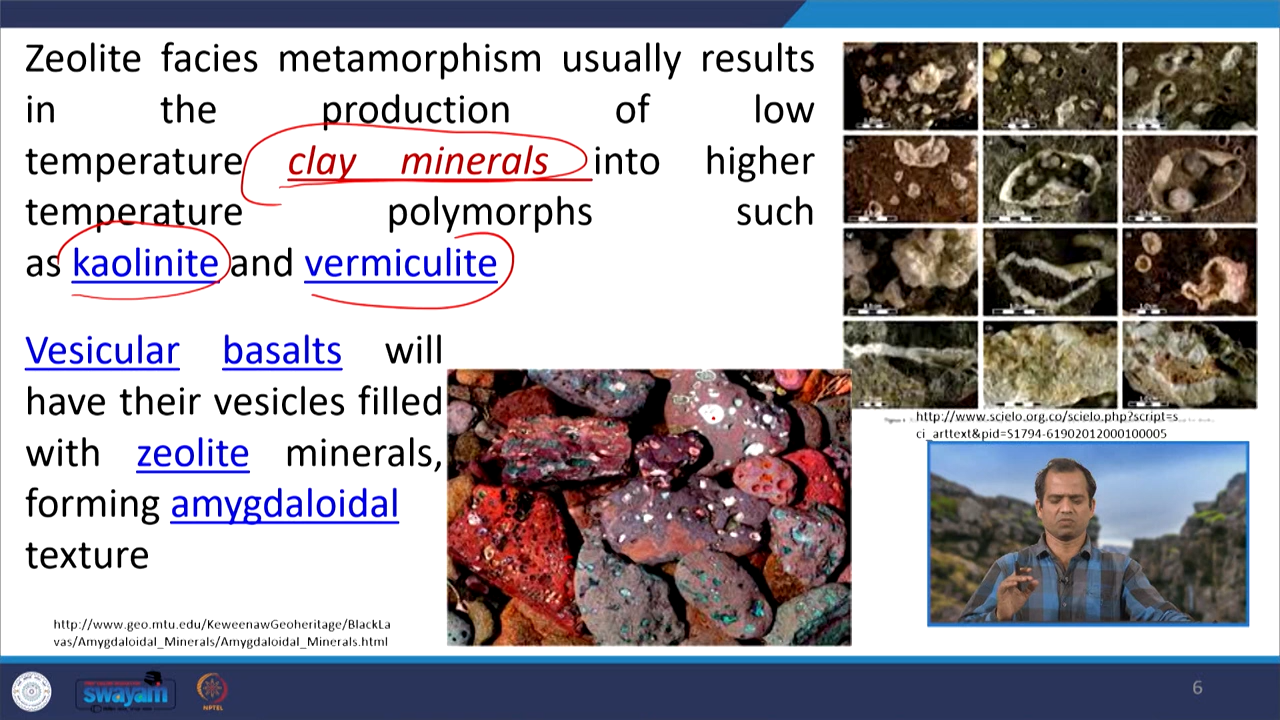 Zeolite facies metamorphism usually results
in the production of low
temperature clay minerals into higher
temperature polymorphs such
as kaolinite and vermiculite
Vesicular basalts will
have their vesicles filled
with zeolite minerals,
forming amygdaloidal
texture
http://www.geo.mtu.edu/KeweenawGeoheritage/BlackLa
vas/Amygdaloidal_Minerals/Amygdaloidal_Minerals.html
http://www.scielo.org.co/scielo.php?script=s
ci_arttext&pid=S1794-61902012000100005
swayam
NPTEL
6